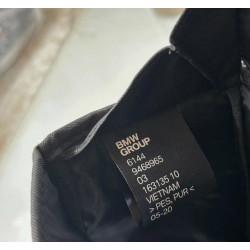 BMW
GROUP
6144
9468965
03
163135 10
VIETNAM
> PES. PUR <
05-20